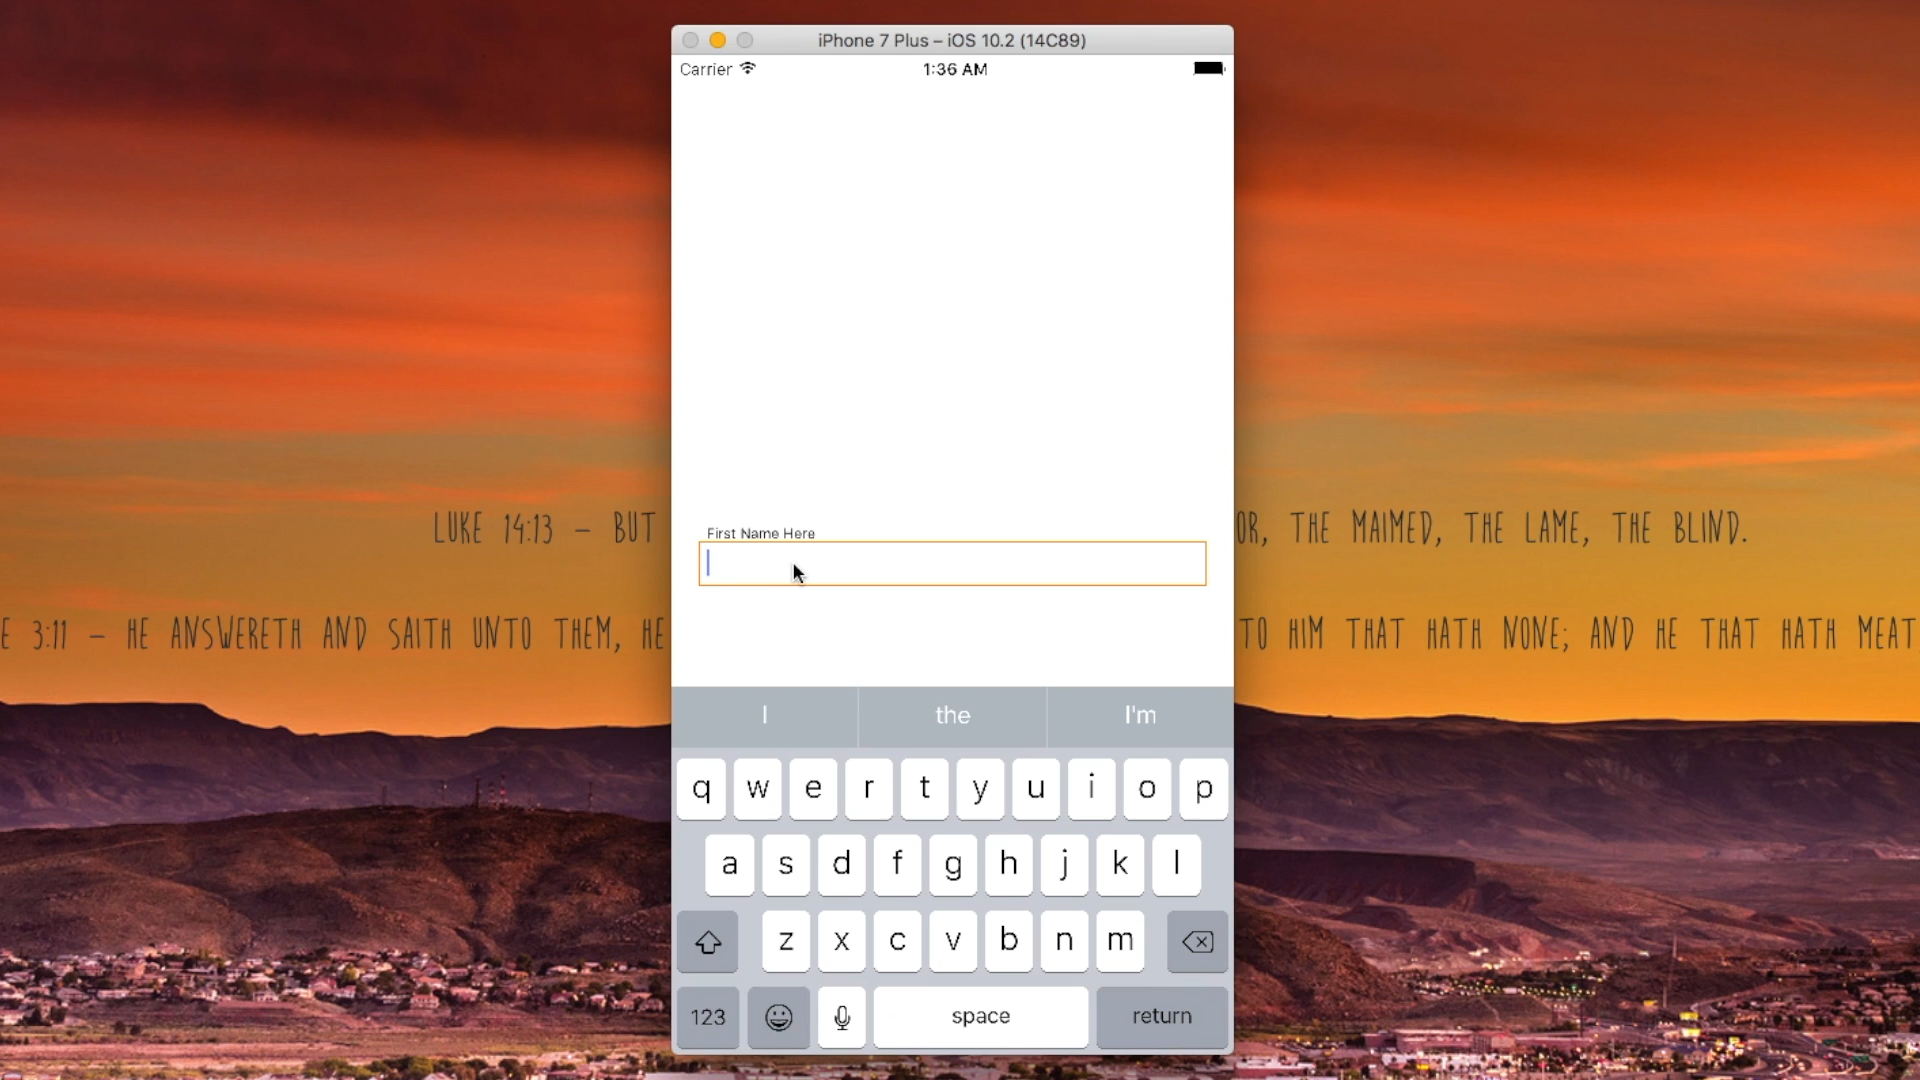 iPhone 7 Plus – iOS 10.2 (14C89)
Carrier 1:36 AM
First Name Here
LUKE 14:13 – BUT OR, THE MAIMED, THE LAME, THE BLIND.
E 3:11 – HE ANSWERETH AND SAITH UNTO THEM, HE TO HIM THAT HATH NONE; AND HE THAT HATH MEAT,
I the I'm
q w e r t y u i o p
a s d f g h j k l
z x c v b n m
123 space return